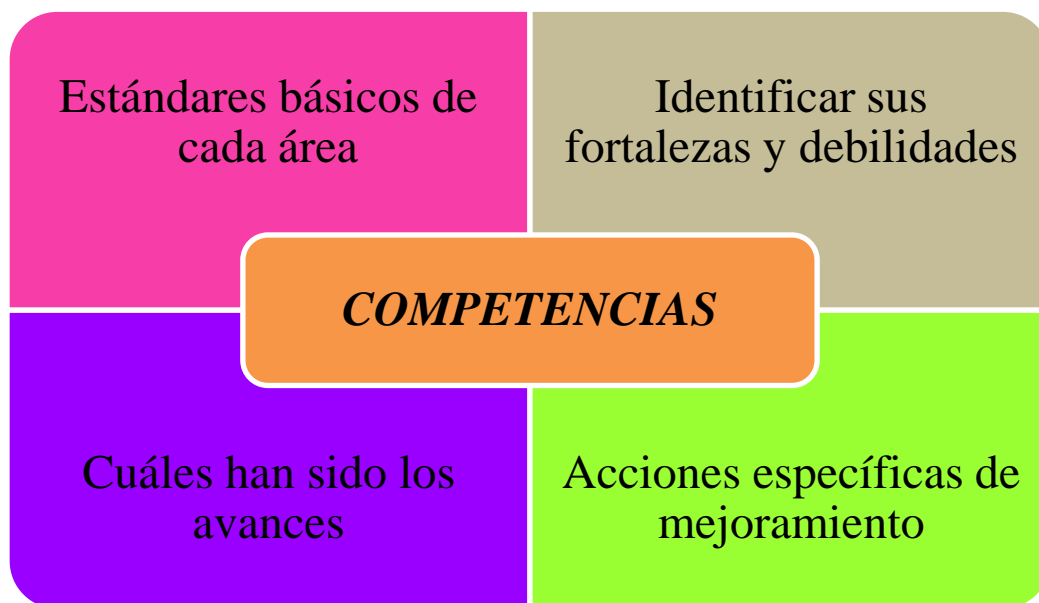 Estándares básicos de
cada área
Identificar sus
fortalezas y debilidades
COMPETENCIAS
Cuáles han sido los
avances
Acciones específicas de
mejoramiento